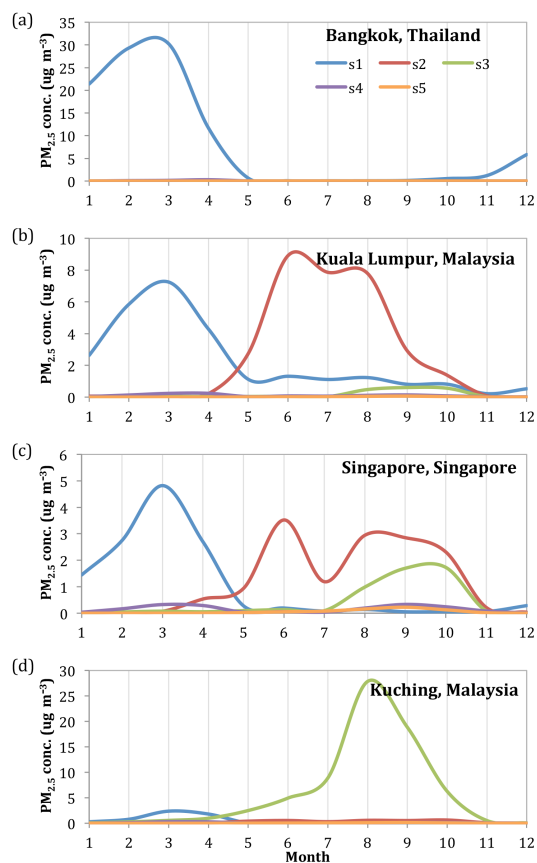 (a)
Bangkok, Thailand
s1 s2 s3
s4 s5
PM2.5 conc. (ug m⁻³)
35
30
25
20
15
10
5
0
1 2 3 4 5 6 7 8 9 10 11 12
(b)
Kuala Lumpur, Malaysia
PM2.5 conc. (ug m⁻³)
10
8
6
4
2
0
1 2 3 4 5 6 7 8 9 10 11 12
(c)
Singapore, Singapore
PM2.5 conc. (ug m⁻³)
6
5
4
3
2
1
0
1 2 3 4 5 6 7 8 9 10 11 12
(d)
Kuching, Malaysia
PM2.5 conc. (ug m⁻³)
30
25
20
15
10
5
0
1 2 3 4 5 6 7 8 9 10 11 12
Month